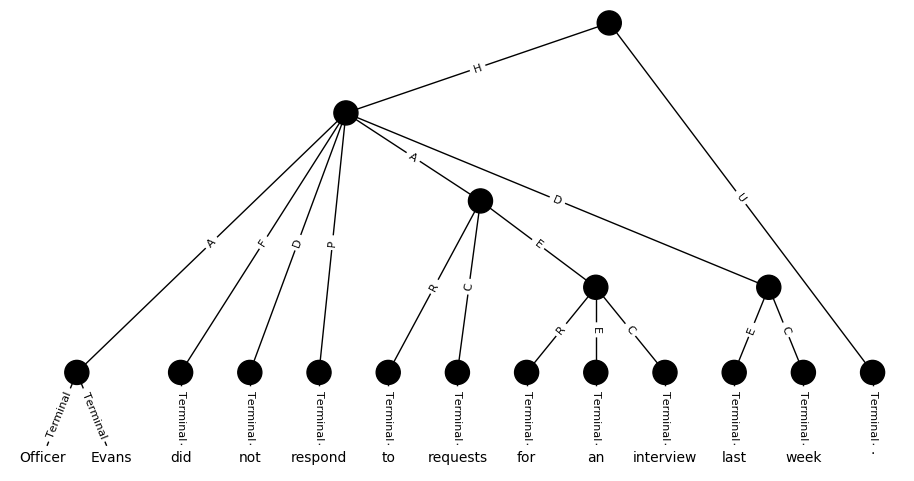 H
A
D
U
A
F
D
P
E
R
C
R
E
C
E
C
Terminal
Terminal
Terminal
Terminal
Terminal
Terminal
Terminal
Terminal
Terminal
Terminal
Terminal
Terminal
Terminal
Officer Evans did not respond to requests for an interview last week .